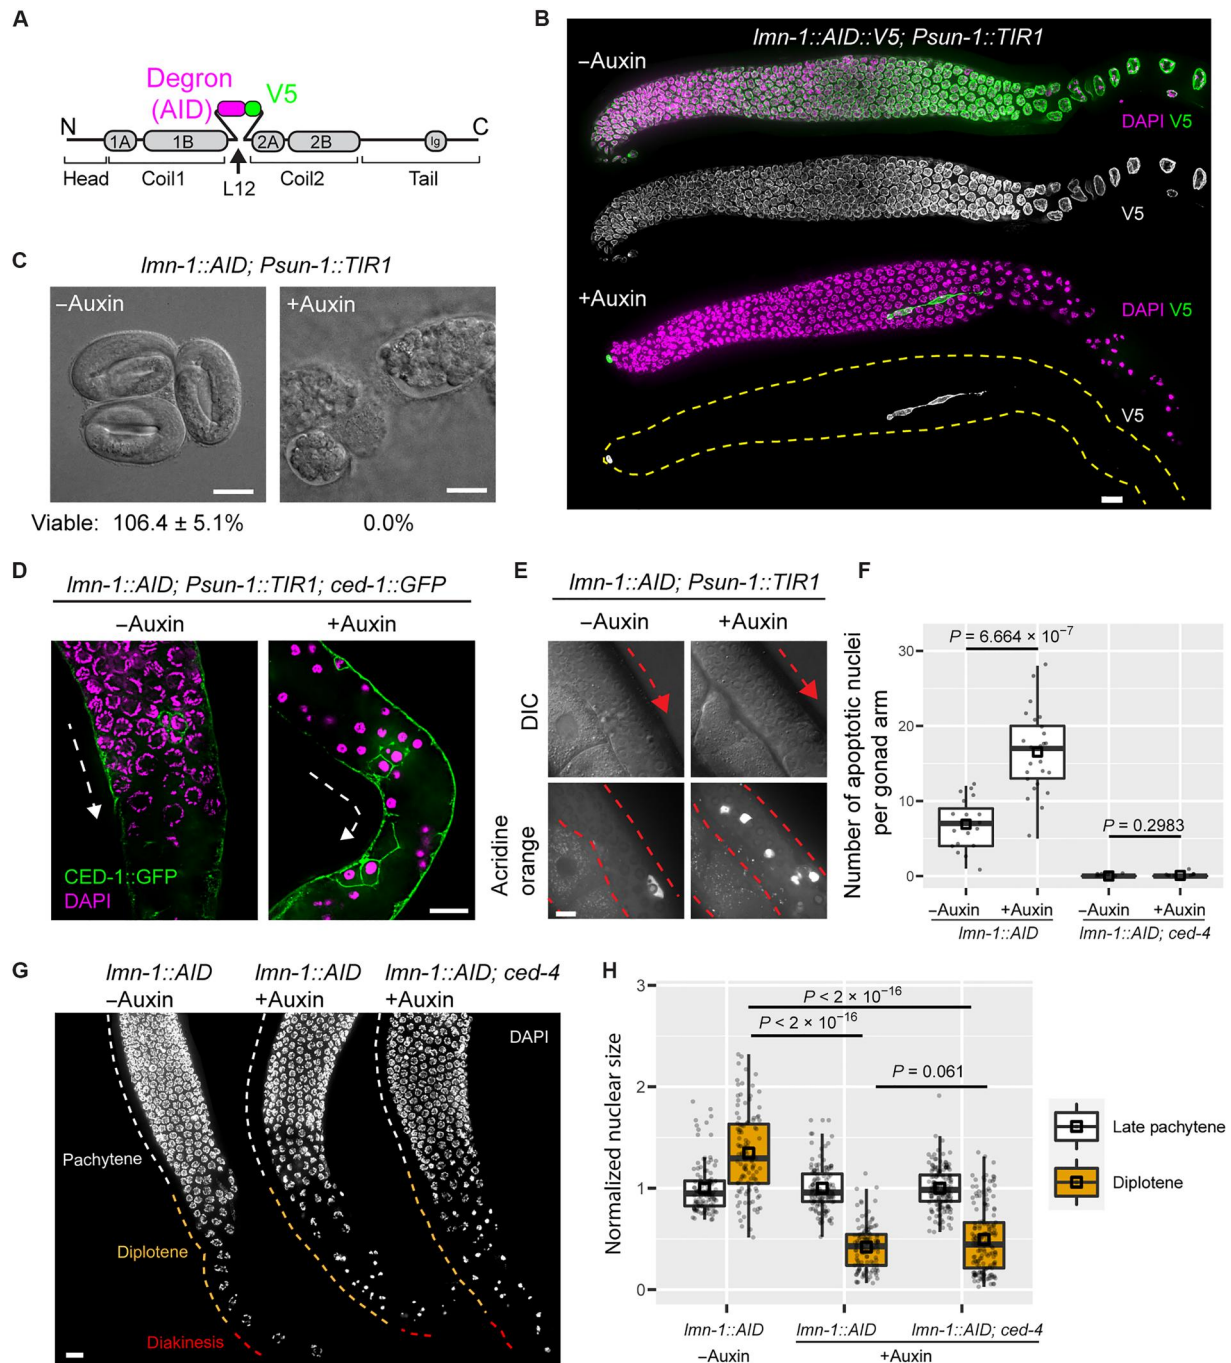 A
Degron
(AID)
V5
N
C
1A
1B
2A
2B
Ig
Head
Coil1
L12
Coil2
Tail
B
lmn-1::AID::V5; Psun-1::TIR1
–Auxin
DAPI V5
V5
+Auxin
DAPI V5
V5
C
lmn-1::AID; Psun-1::TIR1
–Auxin
+Auxin
Viable: 106.4 ± 5.1%
0.0%
D
lmn-1::AID; Psun-1::TIR1; ced-1::GFP
–Auxin
+Auxin
CED-1::GFP
DAPI
E
lmn-1::AID; Psun-1::TIR1
–Auxin
+Auxin
DIC
Acridine
orange
F
Number of apoptotic nuclei
per gonad arm
30
20
10
0
P = 6.664 × 10⁻⁷
P = 0.2983
–Auxin
+Auxin
–Auxin
+Auxin
lmn-1::AID
lmn-1::AID; ced-4
G
lmn-1::AID
–Auxin
lmn-1::AID
+Auxin
lmn-1::AID; ced-4
+Auxin
DAPI
Pachytene
Diplotene
Diakinesis
H
Normalized nuclear size
3
2
1
0
P < 2 × 10⁻¹⁶
P < 2 × 10⁻¹⁶
P = 0.061
lmn-1::AID
lmn-1::AID
lmn-1::AID; ced-4
–Auxin
+Auxin
Late pachytene
Diplotene